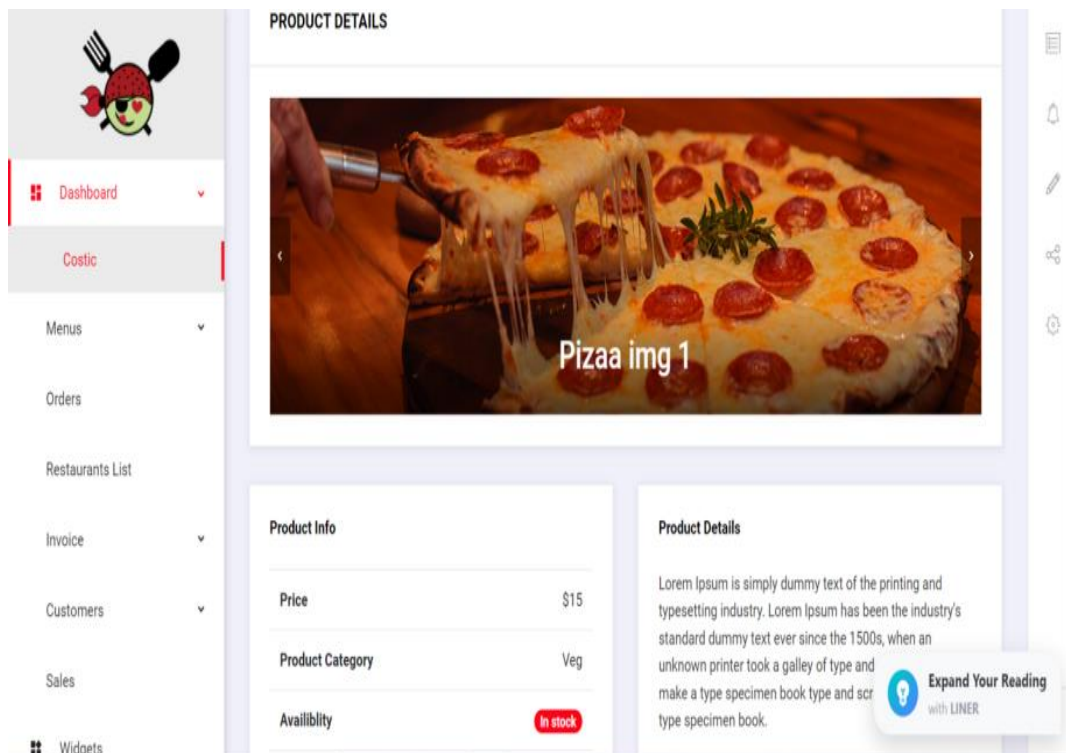 PRODUCT DETAILS
Dashboard
Costic
Menus
Orders
Restaurants List
Invoice
Customers
Sales
Widgets
Pizaa img 1
Product Info
Price $15
Product Category Veg
Availiblity In stock
Product Details
Lorem Ipsum is simply dummy text of the printing and
typesetting industry. Lorem Ipsum has been the industry's
standard dummy text ever since the 1500s, when an
unknown printer took a galley of type and
make a type specimen book type and scr
type specimen book.
Expand Your Reading
with LINER